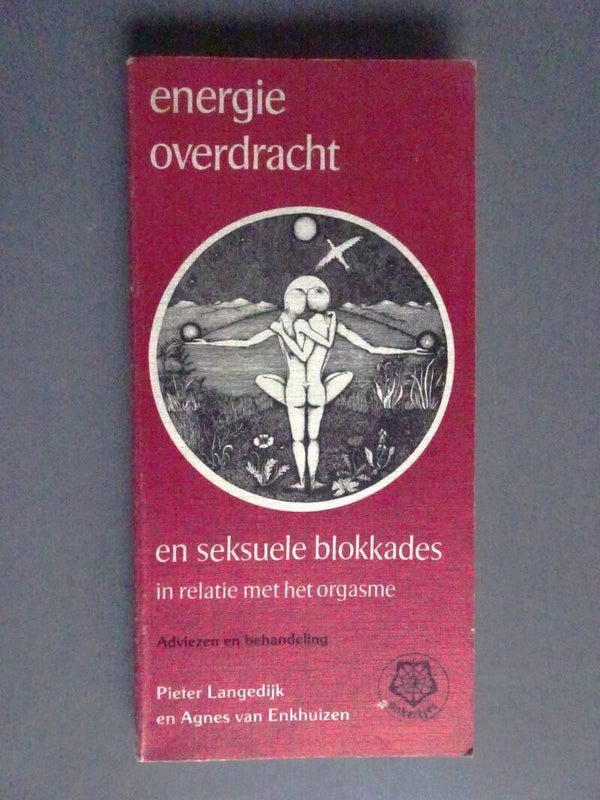 energie
overdracht
en seksuele blokkades
in relatie met het orgasme
Adviezen en behandeling
Pieter Langedijk
en Agnes van Enkhuizen
ankertjes